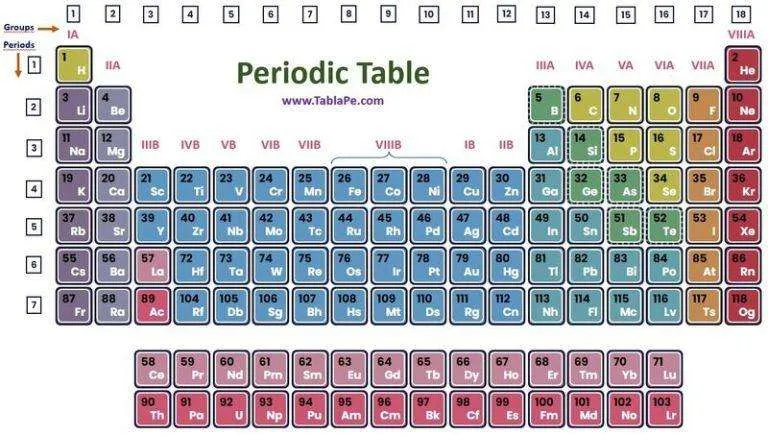 Groups 1 2 3 4 5 6 7 8 9 10 11 12 13 14 15 16 17 18
Periods IA VIIIA
1 1 H IIA Periodic Table IIIA IVA VA VIA VIIA 2 He
www.TablaPe.com
2 3 Li 4 Be 5 B 6 C 7 N 8 O 9 F 10 Ne
3 11 Na 12 Mg IIIB IVB VB VIB VIIB VIIIB IB IIB 13 Al 14 Si 15 P 16 S 17 Cl 18 Ar
4 19 K 20 Ca 21 Sc 22 Ti 23 V 24 Cr 25 Mn 26 Fe 27 Co 28 Ni 29 Cu 30 Zn 31 Ga 32 Ge 33 As 34 Se 35 Br 36 Kr
5 37 Rb 38 Sr 39 Y 40 Zr 41 Nb 42 Mo 43 Tc 44 Ru 45 Rh 46 Pd 47 Ag 48 Cd 49 In 50 Sn 51 Sb 52 Te 53 I 54 Xe
6 55 Cs 56 Ba 57 La 72 Hf 73 Ta 74 W 75 Re 76 Os 77 Ir 78 Pt 79 Au 80 Hg 81 Tl 82 Pb 83 Bi 84 Po 85 At 86 Rn
7 87 Fr 88 Ra 89 Ac 104 Rf 105 Db 106 Sg 107 Bh 108 Hs 109 Mt 110 Ds 111 Rg 112 Cn 113 Nh 114 Fl 115 Mc 116 Lv 117 Ts 118 Og
58 Ce 59 Pr 60 Nd 61 Pm 62 Sm 63 Eu 64 Gd 65 Tb 66 Dy 67 Ho 68 Er 69 Tm 70 Yb 71 Lu
90 Th 91 Pa 92 U 93 Np 94 Pu 95 Am 96 Cm 97 Bk 98 Cf 99 Es 100 Fm 101 Md 102 No 103 Lr